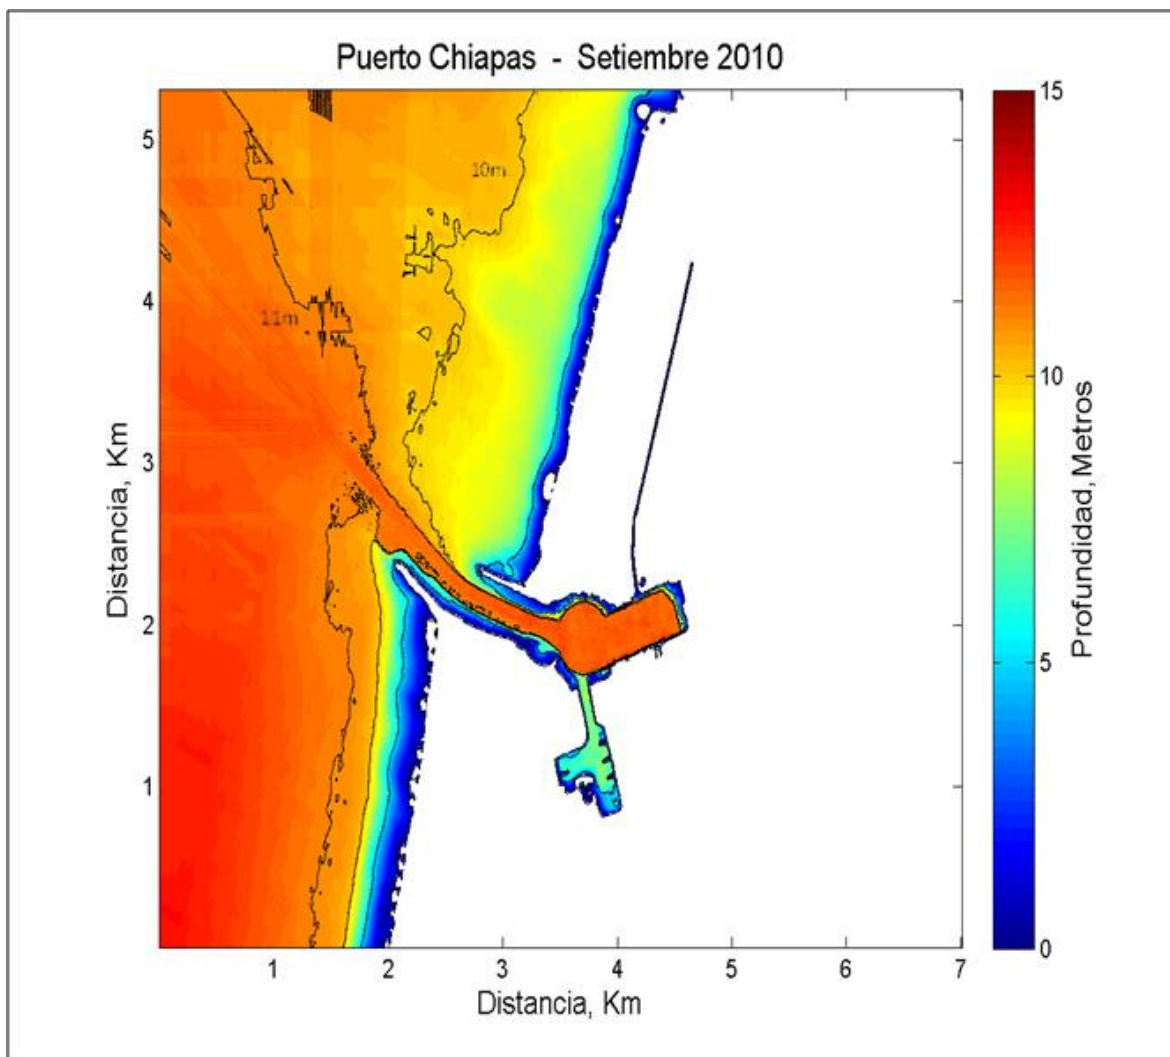 Puerto Chiapas - Setiembre 2010
10m
11m
Distancia, Km
5
4
3
2
1
1 2 3 4 5 6 7
Distancia, Km
15
10
5
0
Profundidad, Metros